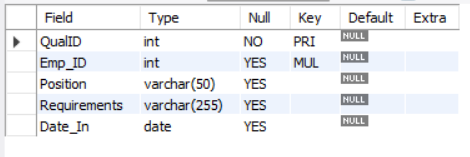 Field Type Null Key Default Extra
QualID int NO PRI NULL
Emp_ID int YES MUL NULL
Position varchar(50) YES NULL
Requirements varchar(255) YES NULL
Date_In date YES NULL